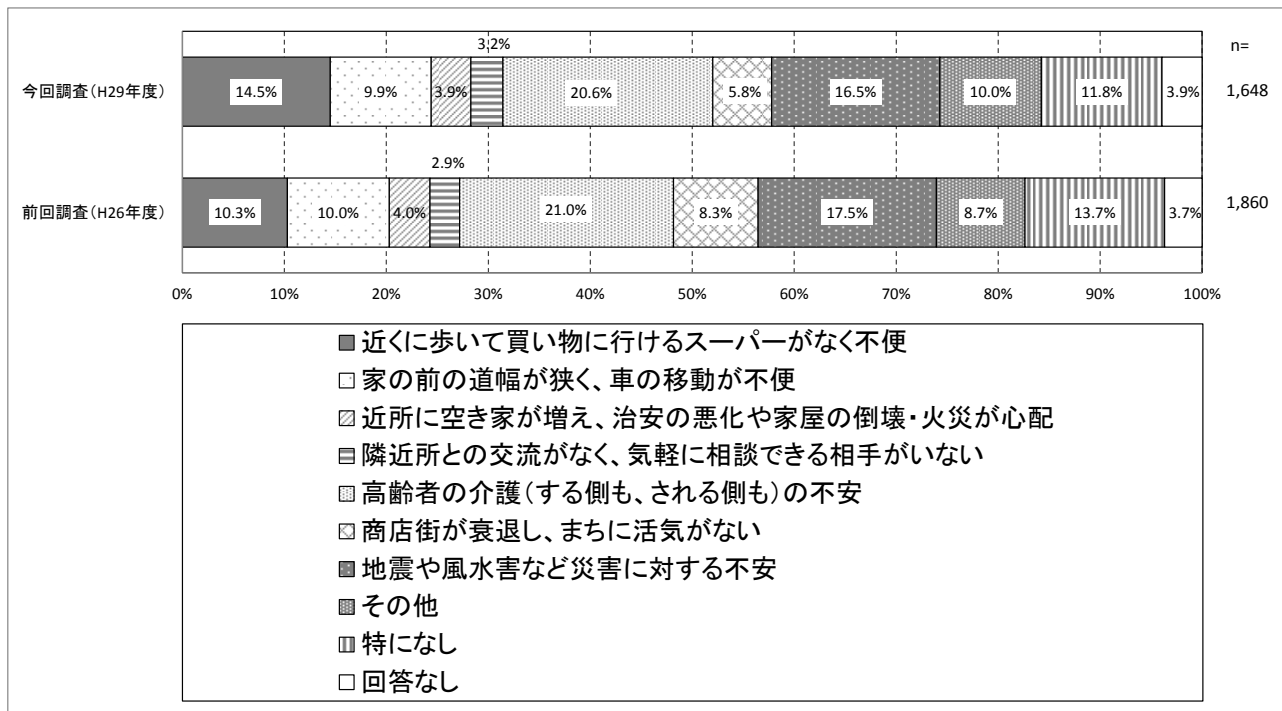 3.2%
n=
今回調査(H29年度)
14.5%
9.9%
3.9%
20.6%
5.8%
16.5%
10.0%
11.8%
3.9%
1,648
2.9%
前回調査(H26年度)
10.3%
10.0%
4.0%
21.0%
8.3%
17.5%
8.7%
13.7%
3.7%
1,860
0%
10%
20%
30%
40%
50%
60%
70%
80%
90%
100%
近くに歩いて買い物に行けるスーパーがなく不便
家の前の道幅が狭く、車の移動が不便
近所に空き家が増え、治安の悪化や家屋の倒壊・火災が心配
隣近所との交流がなく、気軽に相談できる相手がいない
高齢者の介護(する側も、される側も)の不安
商店街が衰退し、まちに活気がない
地震や風水害など災害に対する不安
その他
特になし
回答なし